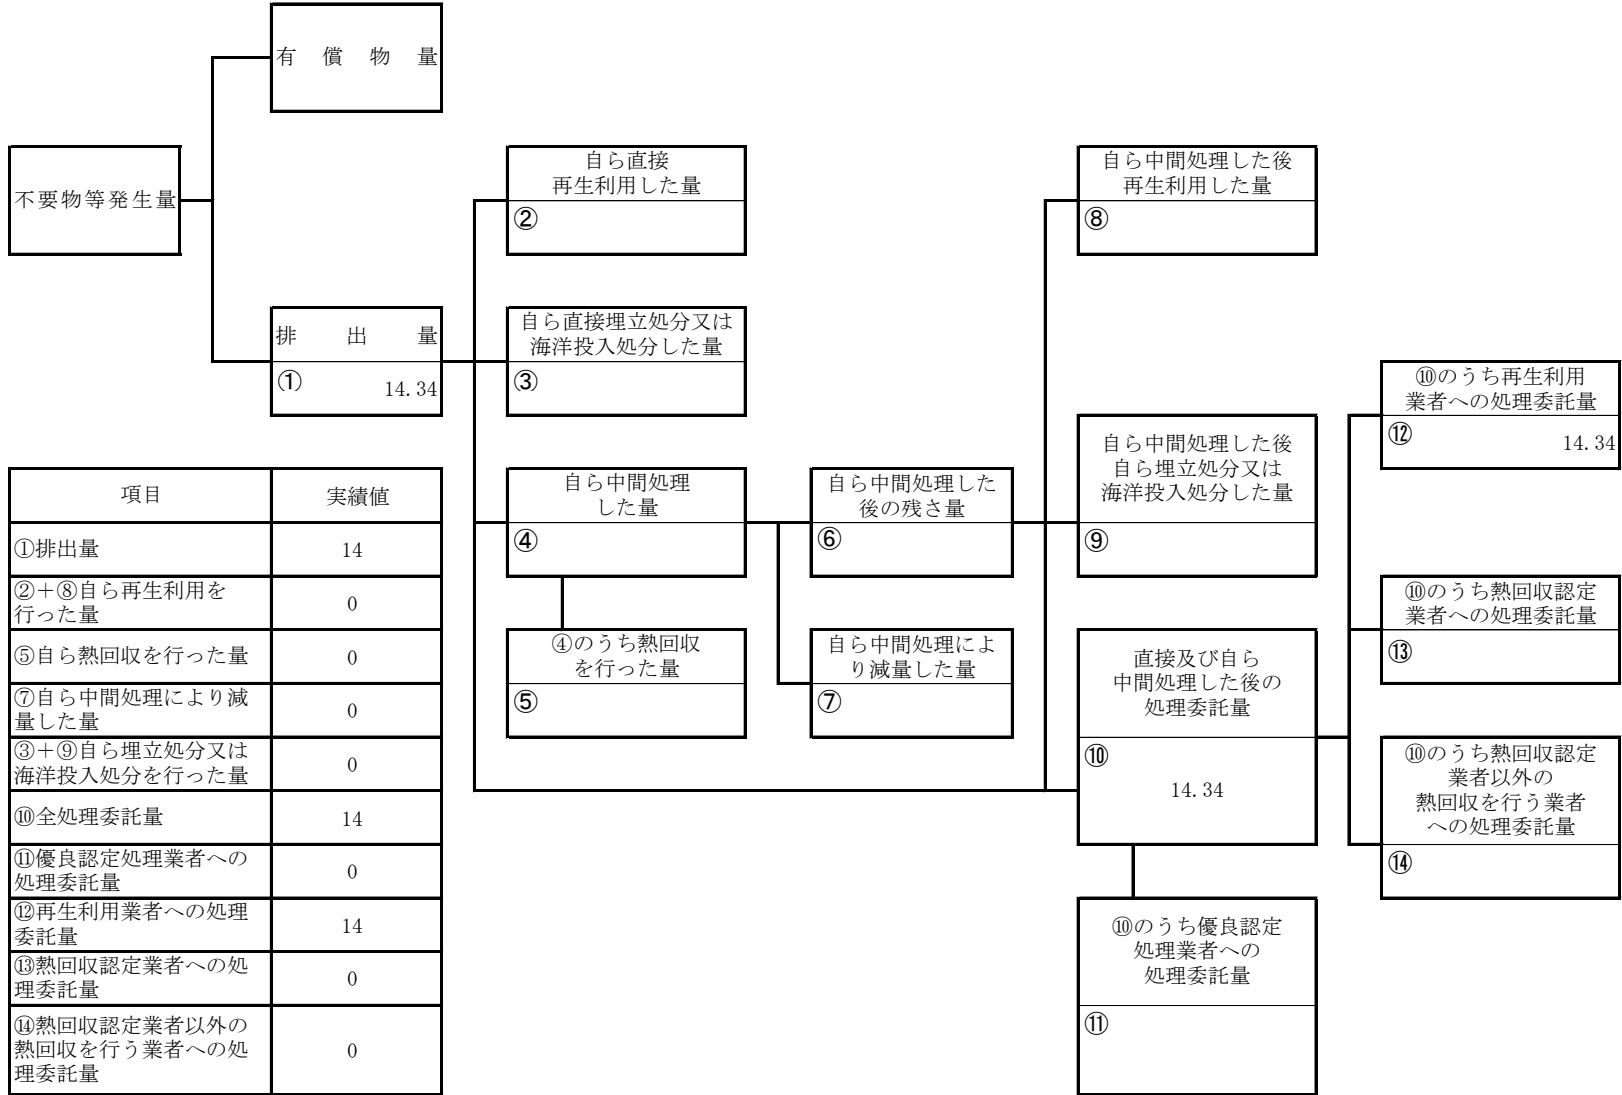 有償物量
不要物等発生量
自ら直接
再生利用した量
②
自ら中間処理した後
再生利用した量
⑧
排出量
① 14.34
自ら直接埋立処分又は
海洋投入処分した量
③
⑩のうち再生利用
業者への処理委託量
⑫ 14.34
自ら中間処理した後
自ら埋立処分又は
海洋投入処分した量
⑨
自ら中間処理
した量
④
自ら中間処理した
後の残さ量
⑥
④のうち熱回収
を行った量
⑤
自ら中間処理によ
り減量した量
⑦
直接及び自ら
中間処理した後の
処理委託量
⑩
14.34
⑩のうち熱回収認定
業者への処理委託量
⑬
⑩のうち熱回収認定
業者以外の
熱回収を行う業者
への処理委託量
⑭
⑩のうち優良認定
処理業者への
処理委託量
⑪
項目 実績値
①排出量 14
②+⑧自ら再生利用を
行った量 0
⑤自ら熱回収を行った量 0
⑦自ら中間処理により減
量した量 0
③+⑨自ら埋立処分又は
海洋投入処分を行った量 0
⑩全処理委託量 14
⑪優良認定処理業者への
処理委託量 0
⑫再生利用業者への処理
委託量 14
⑬熱回収認定業者への処
理委託量 0
⑭熱回収認定業者以外の
熱回収を行う業者への処
理委託量 0